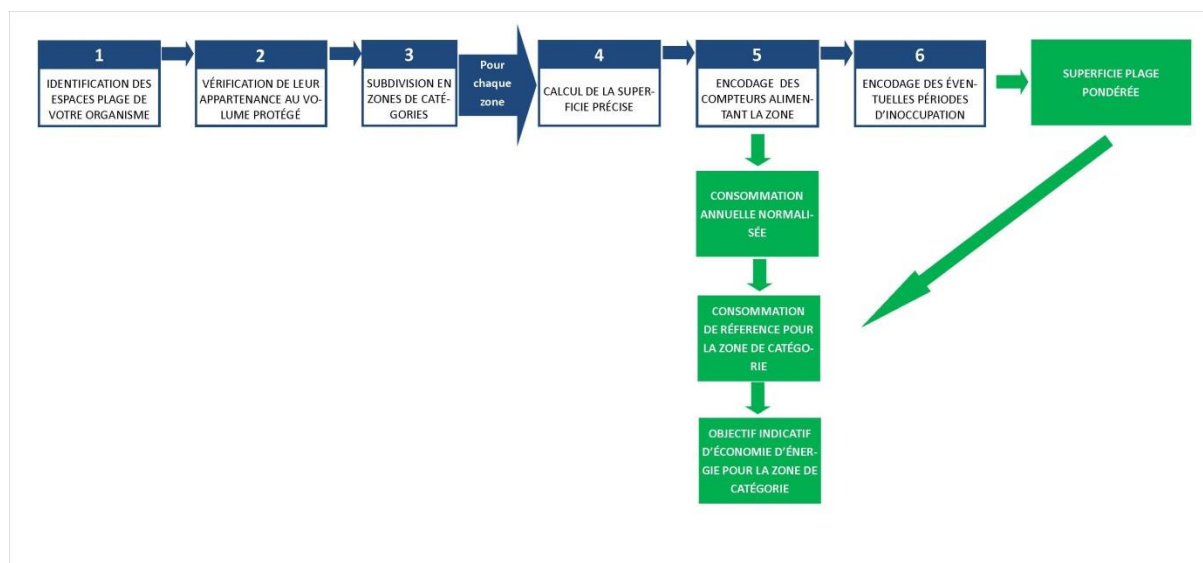 1
IDENTIFICATION DES
ESPACES PLAGE DE
VOTRE ORGANISME
2
VÉRIFICATION DE LEUR
APPARTENANCE AU VO-
LUME PROTÉGÉ
3
SUBDIVISION EN
ZONES DE CATÉ-
GORIES
Pour
chaque
zone
4
CALCUL DE LA SUPER-
FICIE PRÉCISE
5
ENCODAGE DES
COMPTEURS ALIMEN-
TANT LA ZONE
6
ENCODAGE DES ÉVEN-
TUELLES PÉRIODES
D'INOCCUPATION
SUPERFICIE PLAGE
PONDÉRÉE
CONSOMMATION
ANNUELLE NORMALI-
SÉE
CONSOMMATION
DE RÉFERENCE POUR
LA ZONE DE CATÉGO-
RIE
OBJECTIF INDICATIF
D'ÉCONOMIE D'ÉNER-
GIE POUR LA ZONE DE
CATÉGORIE